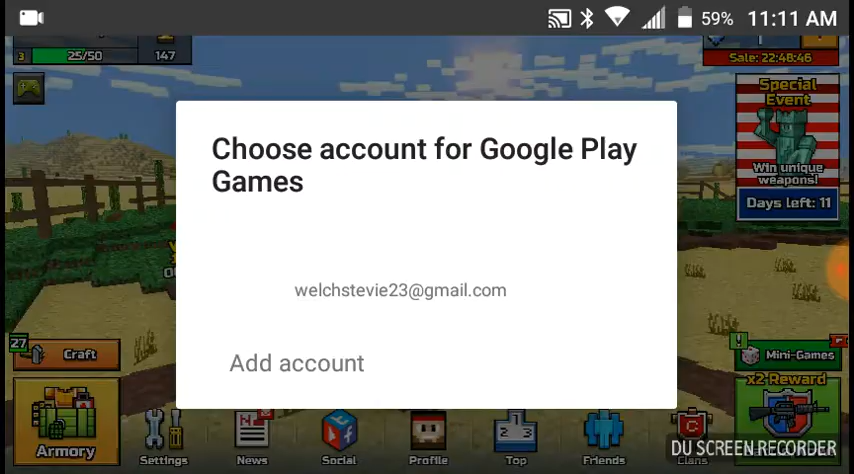 59% 11:11 AM
3 25/50 147
Sale: 22:48:46
Special
Event
Win unique
weapons!
Days left: 11
Choose account for Google Play
Games
welchstevie23@gmail.com
Add account
27
Craft
Mini-Games
x2 Reward
Armory
Settings
News
Social
Profile
2 3
Top
Friends
Clans
DU SCREEN RECORDER